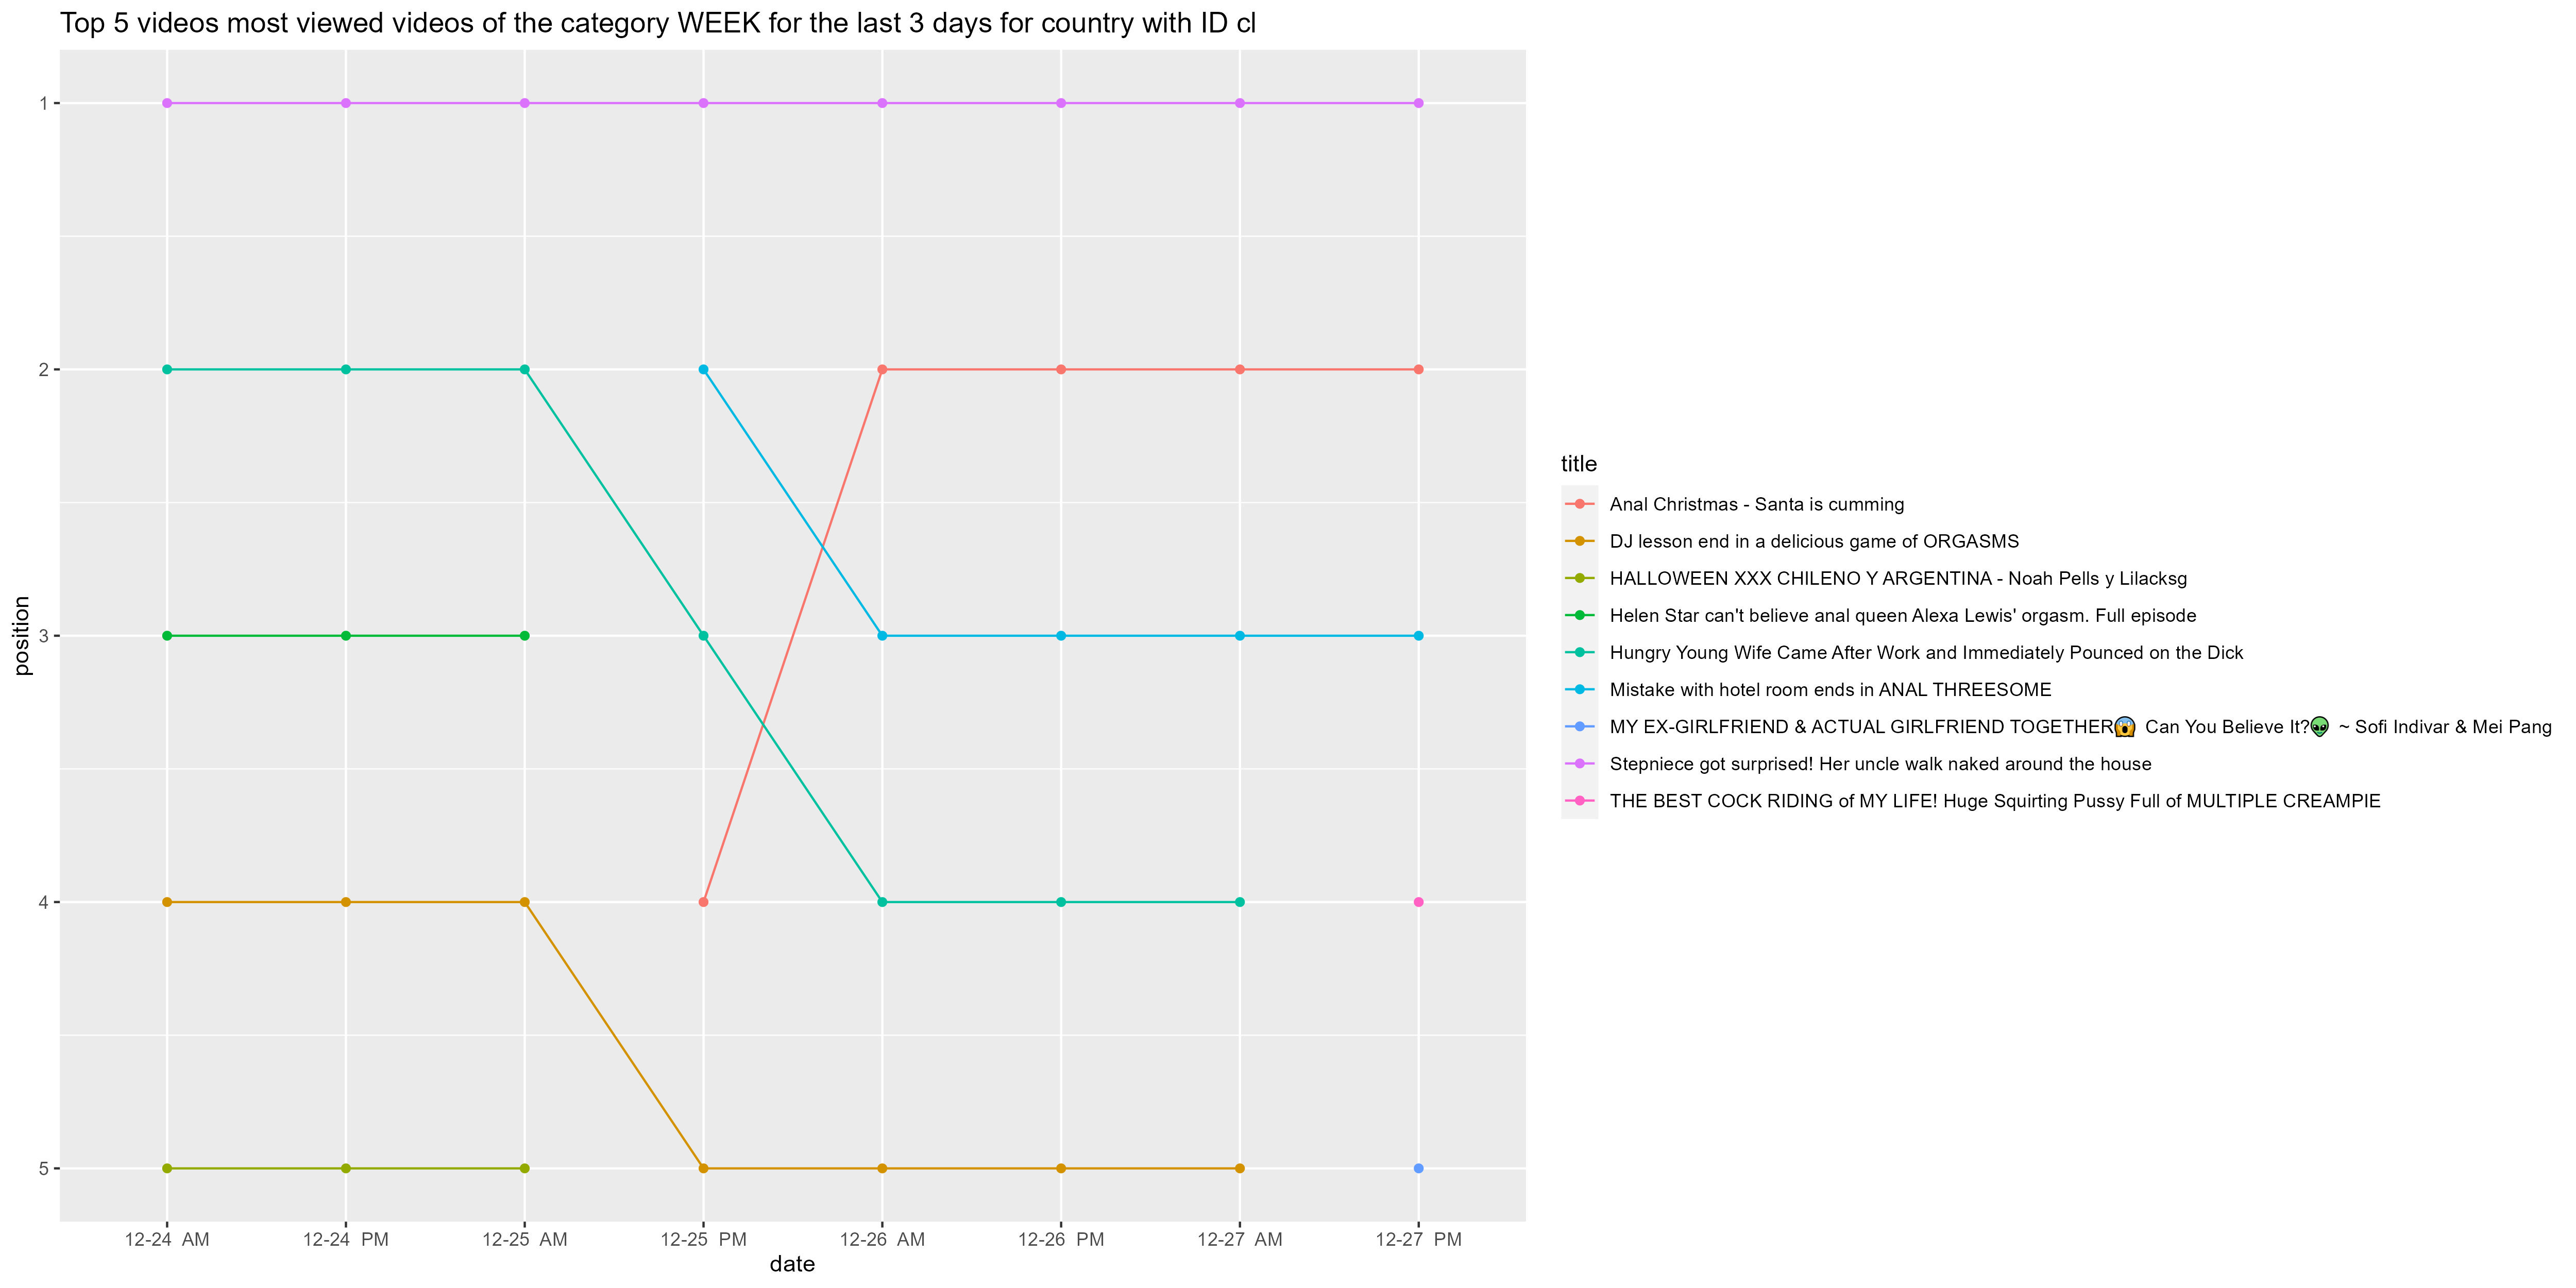 Top 5 videos most viewed videos of the category WEEK for the last 3 days for country with ID cl
position
1
2
3
4
5
12-24 AM
12-24 PM
12-25 AM
12-25 PM
12-26 AM
12-26 PM
12-27 AM
12-27 PM
date
title
Anal Christmas - Santa is cumming
DJ lesson end in a delicious game of ORGASMS
HALLOWEEN XXX CHILENO Y ARGENTINA - Noah Pells y Lilacksg
Helen Star can't believe anal queen Alexa Lewis' orgasm. Full episode
Hungry Young Wife Came After Work and Immediately Pounced on the Dick
Mistake with hotel room ends in ANAL THREESOME
MY EX-GIRLFRIEND & ACTUAL GIRLFRIEND TOGETHER😱 Can You Believe It?👽 ~ Sofi Indivar & Mei Pang
Stepniece got surprised! Her uncle walk naked around the house
THE BEST COCK RIDING of MY LIFE! Huge Squirting Pussy Full of MULTIPLE CREAMPIE